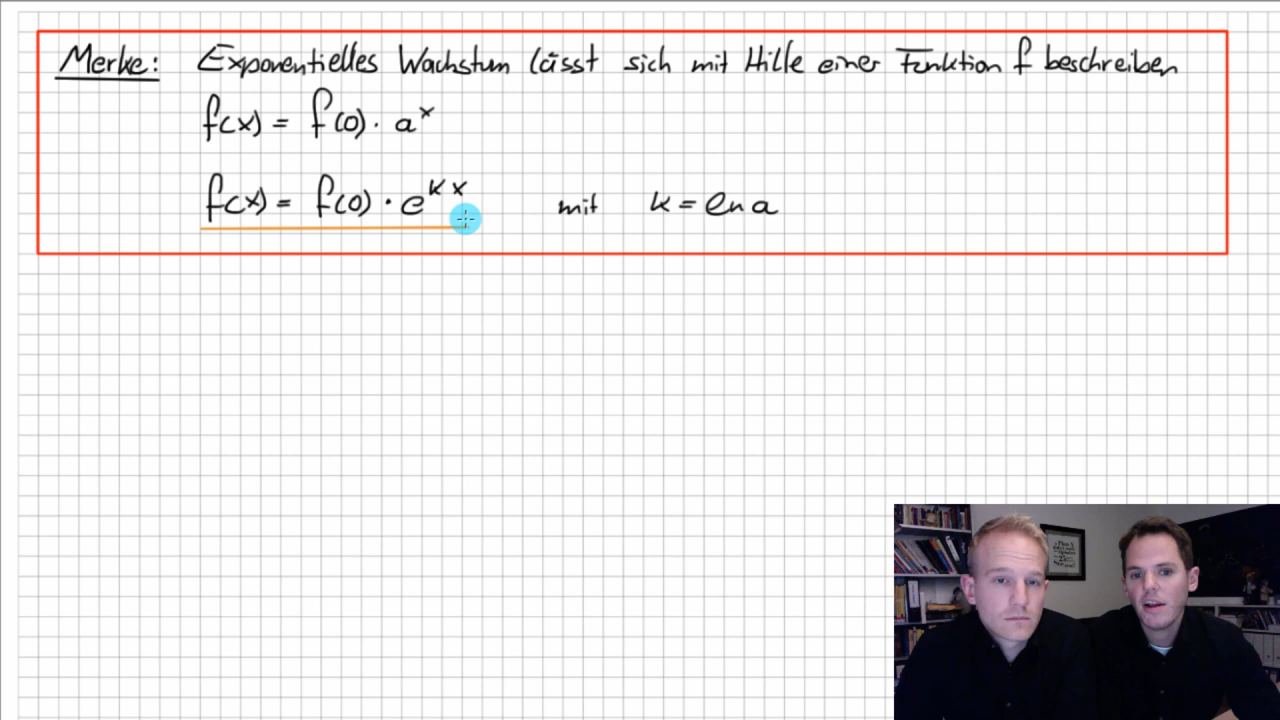 Merke: Exponentielles Wachstum lässt sich mit Hilfe einer Funktion f beschreiben
f(x) = f(0) · a^x
f(x) = f(0) · e^{kx} mit k = ln a